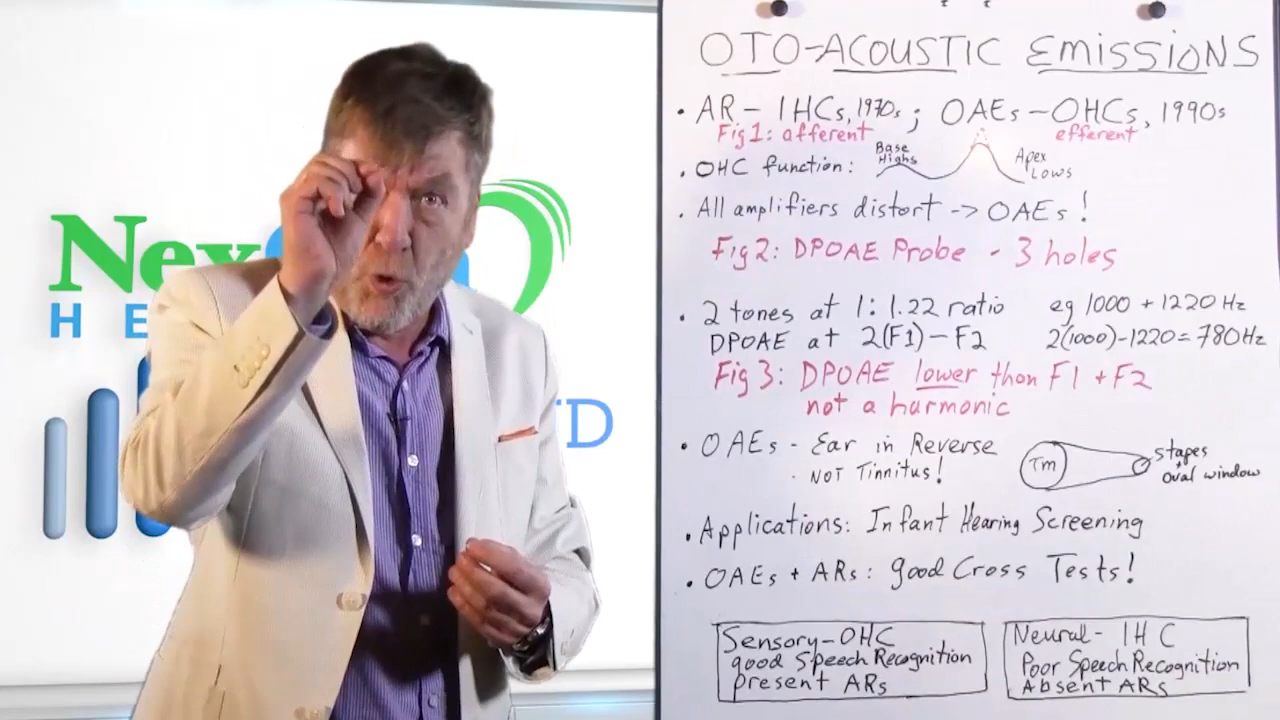 Nex
HE
D
OTO-ACOUSTIC EMISSIONS
• AR - IHCs, 1970s; OAEs - OHCs, 1990s
Fig 1: afferent efferent
• OHC function: Base Highs Apex Lows
• All amplifiers distort -> OAEs!
Fig 2: DPOAE Probe - 3 holes
• 2 tones at 1:1.22 ratio eg 1000 + 1220 Hz
DPOAE at 2(F1) - F2 2(1000)-1220=780Hz
Fig 3: DPOAE lower than F1 + F2
not a harmonic
• OAEs - Ear in Reverse
- NOT Tinnitus!
TM stapes + oval window
• Applications: Infant Hearing Screening
• OAEs + ARs: good Cross Tests!
Sensory-OHC
good Speech Recognition
present ARs
Neural - IHC
Poor Speech Recognition
Absent ARs